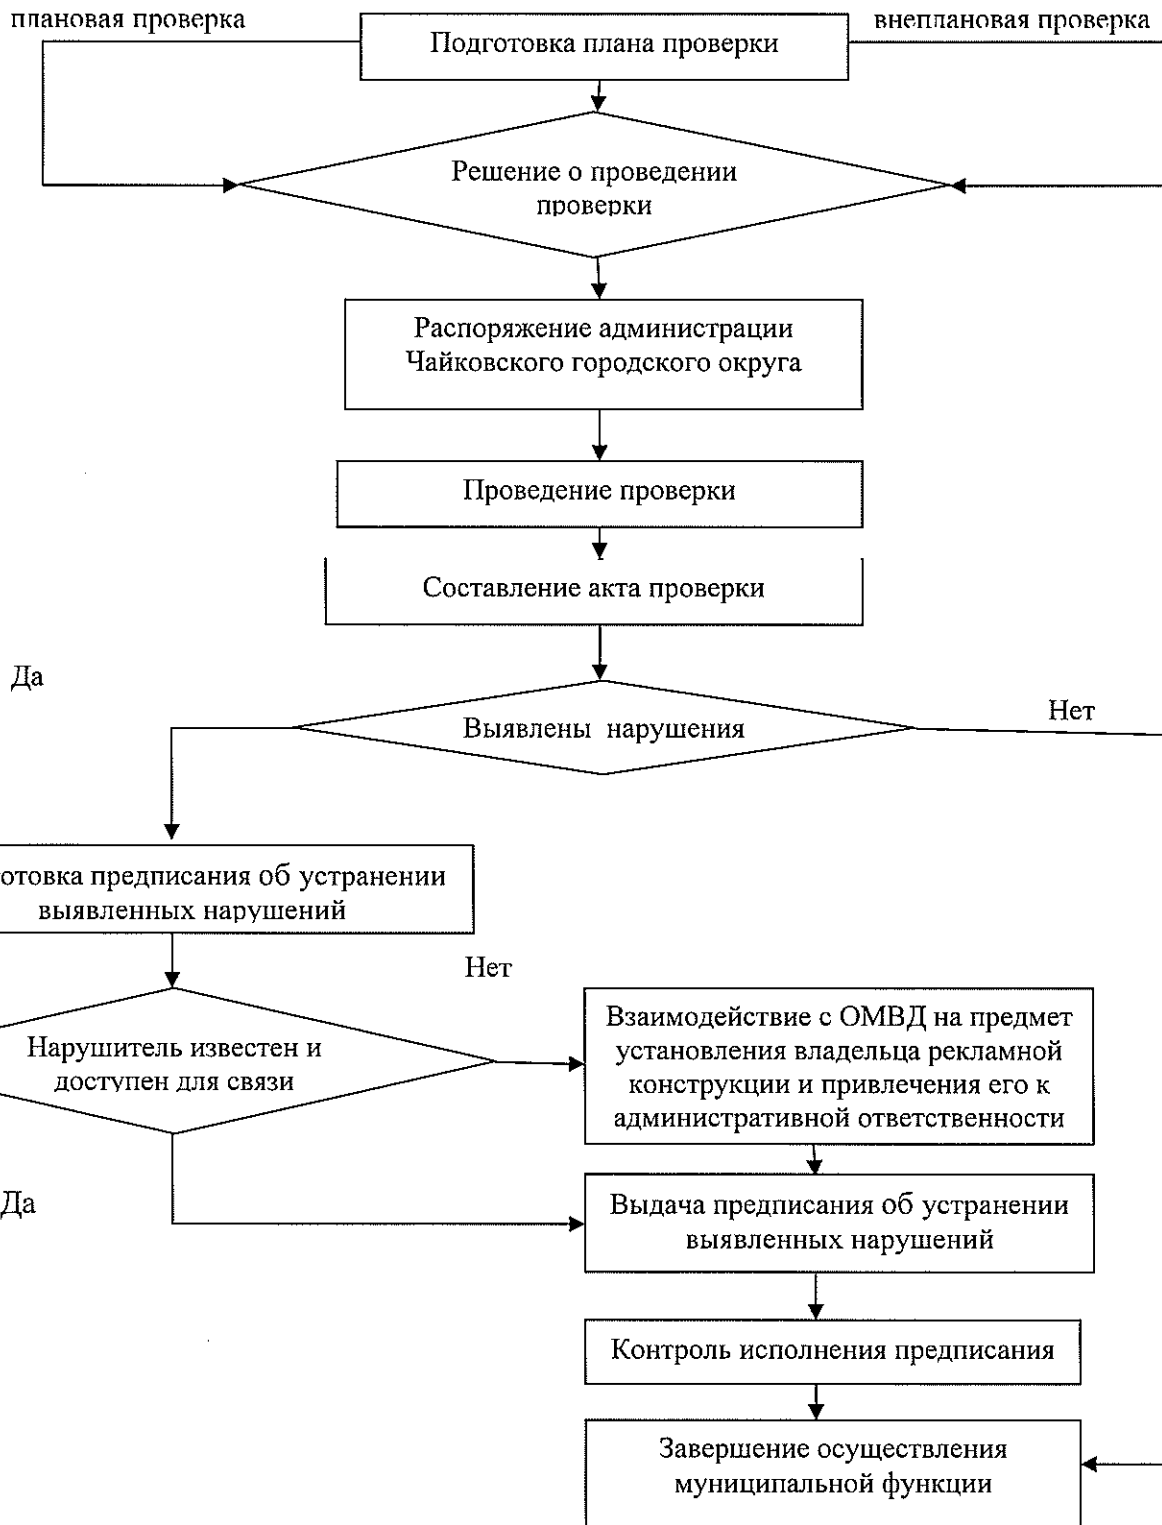 плановая проверка
Подготовка плана проверки
внеплановая проверка
Решение о проведении
проверки
Распоряжение администрации
Чайковского городского округа
Проведение проверки
Составление акта проверки
Да
Выявлены нарушения
Нет
отовка предписания об устранении
выявленных нарушений
Нет
Нарушитель известен и
доступен для связи
Взаимодействие с ОМВД на предмет
установления владельца рекламной
конструкции и привлечения его к
административной ответственности
Да
Выдача предписания об устранении
выявленных нарушений
Контроль исполнения предписания
Завершение осуществления
муниципальной функции